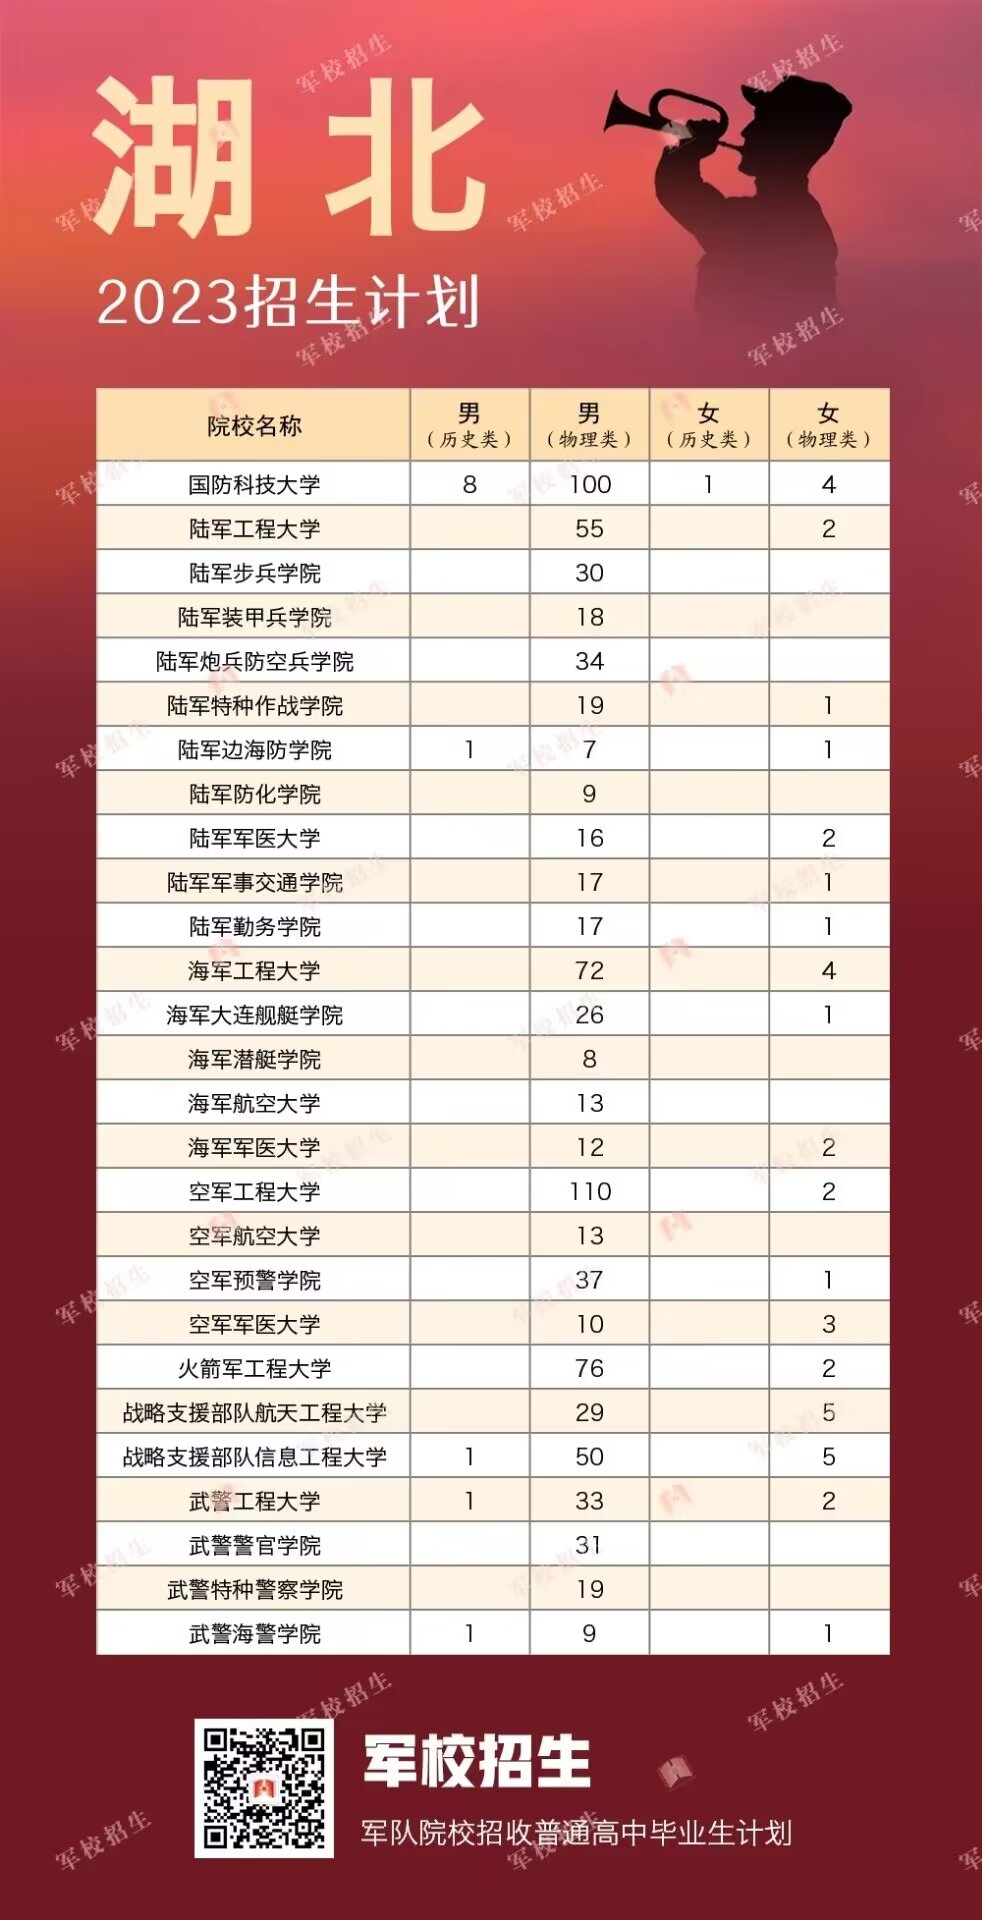 湖北
2023招生计划
院校名称 男（历史类） 男（物理类） 女（历史类） 女（物理类）
国防科技大学 8 100 1 4
陆军工程大学 55 2
陆军步兵学院 30
陆军装甲兵学院 18
陆军炮兵防空兵学院 34
陆军特种作战学院 19 1
陆军边海防学院 1 7 1
陆军防化学院 9
陆军军医大学 16 2
陆军军事交通学院 17 1
陆军勤务学院 17 1
海军工程大学 72 4
海军大连舰艇学院 26 1
海军潜艇学院 8
海军航空大学 13
海军军医大学 12 2
空军工程大学 110 2
空军航空大学 13
空军预警学院 37 1
空军军医大学 10 3
火箭军工程大学 76 2
战略支援部队航天工程大学 29 5
战略支援部队信息工程大学 1 50 5
武警工程大学 1 33 2
武警警官学院 31
武警特种警察学院 19
武警海警学院 1 9 1
军校招生
军队院校招收普通高中毕业生计划